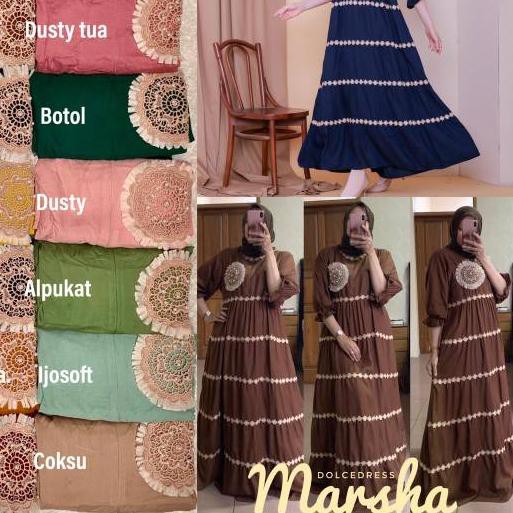 Dusty tua
Botol
Dusty
Alpukat
Ijosoft
Coksu
DOLCEDRESS
Marsha